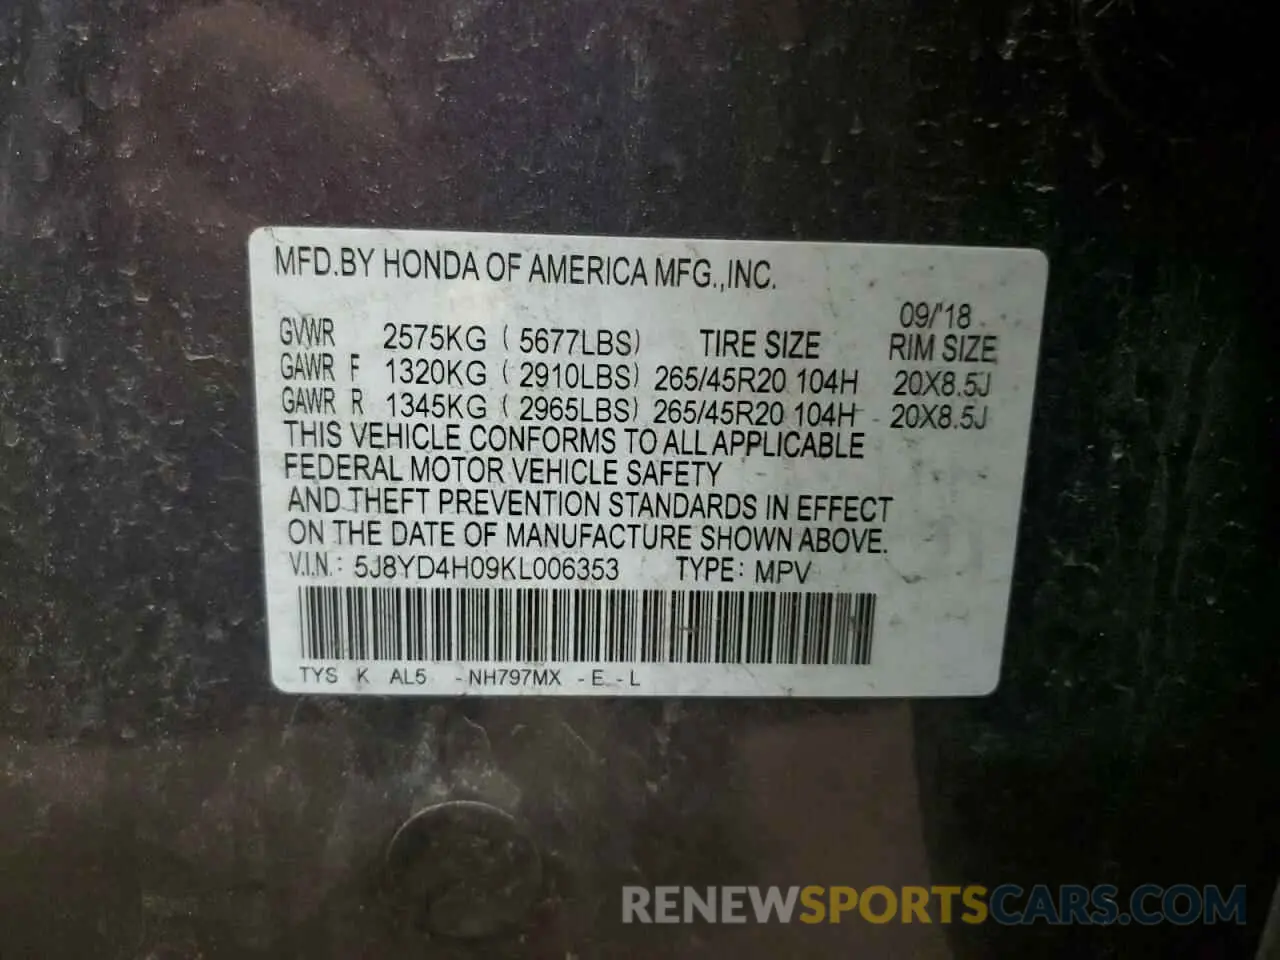 MFD.BY HONDA OF AMERICA MFG.,INC.
09/'18
GVWR 2575KG ( 5677LBS) TIRE SIZE RIM SIZE
GAWR F 1320KG ( 2910LBS) 265/45R20 104H 20X8.5J
GAWR R 1345KG ( 2965LBS) 265/45R20 104H 20X8.5J
THIS VEHICLE CONFORMS TO ALL APPLICABLE
FEDERAL MOTOR VEHICLE SAFETY
AND THEFT PREVENTION STANDARDS IN EFFECT
ON THE DATE OF MANUFACTURE SHOWN ABOVE.
V.I.N.: 5J8YD4H09KL006353 TYPE: MPV
TYS K AL5 -NH797MX -E -L
RENEWSPORTSCARS.COM